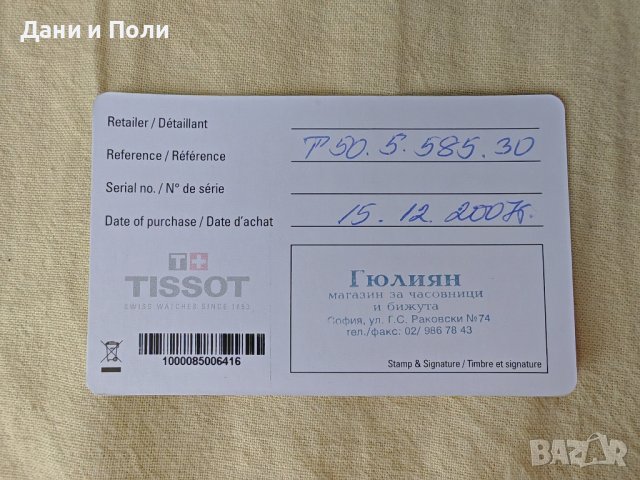 Дани и Поли
Retailer / Détaillant
Reference / Référence T50.5.585.30
Serial no. / N° de série
Date of purchase / Date d'achat 15.12.2007г.
T+
TISSOT
SWISS WATCHES SINCE 1853
1000085006416
Гюлиян
магазин за часовници
и бижута
София, ул. Г.С. Раковски №74
тел./факс: 02/ 986 78 43
Stamp & Signature / Timbre et signature
BAZAR